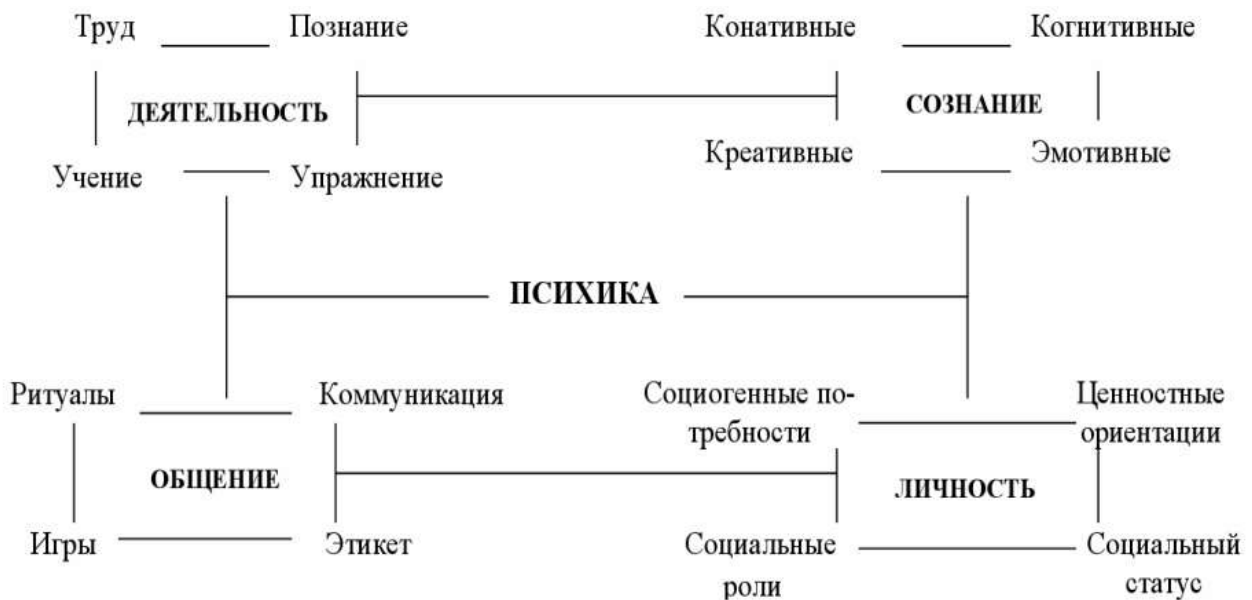 Труд Познание Конативные Когнитивные
ДЕЯТЕЛЬНОСТЬ СОЗНАНИЕ
Учение Упражнение Креативные Эмотивные
ПСИХИКА
Ритуалы Коммуникация Социогенные по- Ценностные
требности ориентации
ОБЩЕНИЕ ЛИЧНОСТЬ
Игры Этикет Социальные Социальный
роли статус